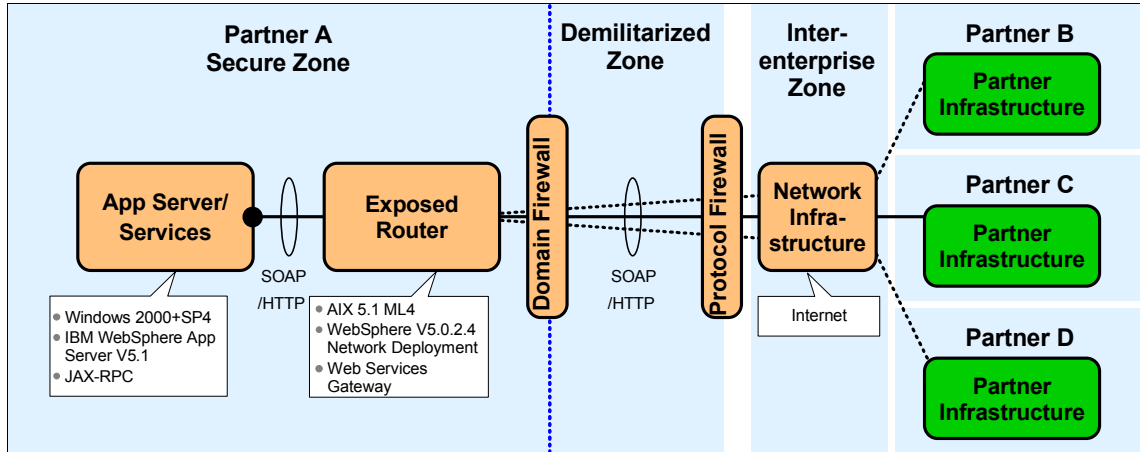 Partner A
Secure Zone
Demilitarized
Zone
Inter-
enterprise
Zone
Partner B
Partner
Infrastructure
App Server/
Services
SOAP
/HTTP
Exposed
Router
Domain Firewall
SOAP
/HTTP
Protocol Firewall
Network
Infra-
structure
Partner C
Partner
Infrastructure
Windows 2000+SP4
IBM WebSphere App
Server V5.1
JAX-RPC
AIX 5.1 ML4
WebSphere V5.0.2.4
Network Deployment
Web Services
Gateway
Internet
Partner D
Partner
Infrastructure